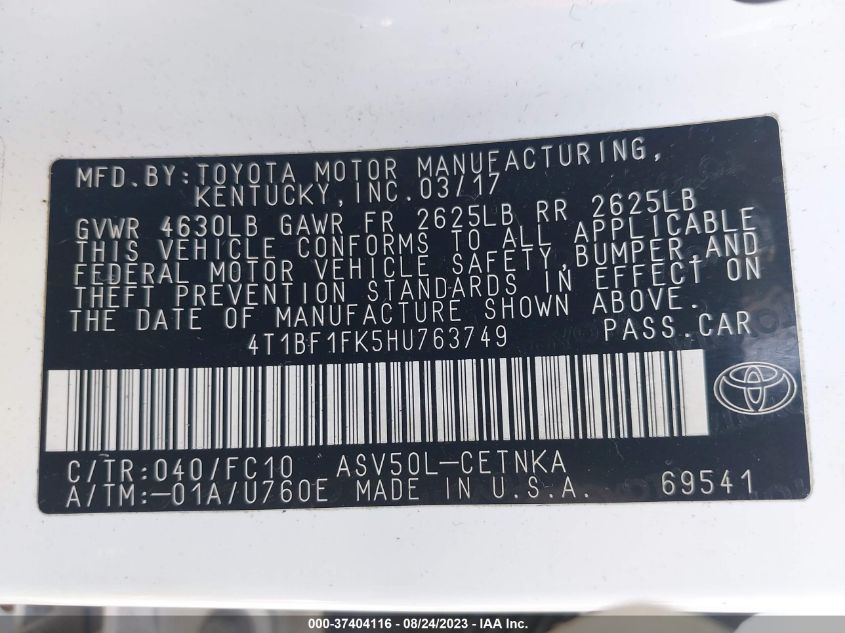 MFD.BY:TOYOTA MOTOR MANUFACTURING,
KENTUCKY,INC.03/17
GVWR 4630LB GAWR FR 2625LB RR 2625LB
THIS VEHICLE CONFORMS TO ALL APPLICABLE
FEDERAL MOTOR VEHICLE SAFETY,BUMPER,AND
THEFT PREVENTION STANDARDS IN EFFECT ON
THE DATE OF MANUFACTURE SHOWN ABOVE.
4T1BF1FK5HU763749 PASS.CAR
C/TR:040/FC10 ASV50L-CETNKA
A/TM:-01A/U760E MADE IN U.S.A. 69541
000-37404116 - 08/24/2023 - IAA Inc.